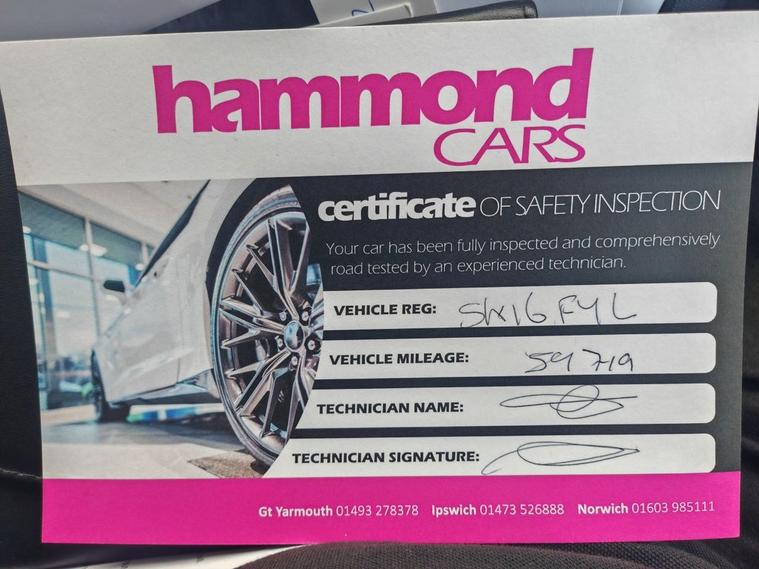 hammond
CARS
certificate OF SAFETY INSPECTION
Your car has been fully inspected and comprehensively
road tested by an experienced technician.
VEHICLE REG: SW16 FYL
VEHICLE MILEAGE: 59719
TECHNICIAN NAME:
TECHNICIAN SIGNATURE:
Gt Yarmouth 01493 278378 Ipswich 01473 526888 Norwich 01603 985111